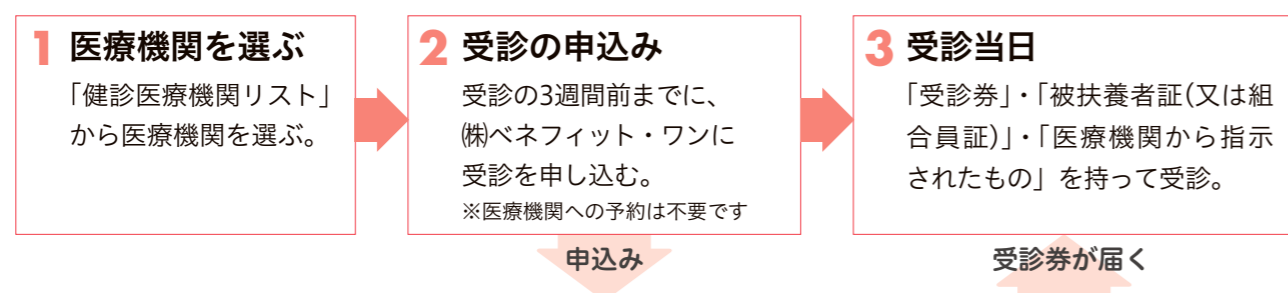 1 医療機関を選ぶ
「健診医療機関リスト」
から医療機関を選ぶ。
2 受診の申込み
受診の3週間前までに、
㈱ベネフィット・ワンに
受診を申し込む。
※医療機関への予約は不要です
3 受診当日
「受診券」・「被扶養者証(又は組
合員証)」・「医療機関から指示
されたもの」を持って受診。
申込み
受診券が届く